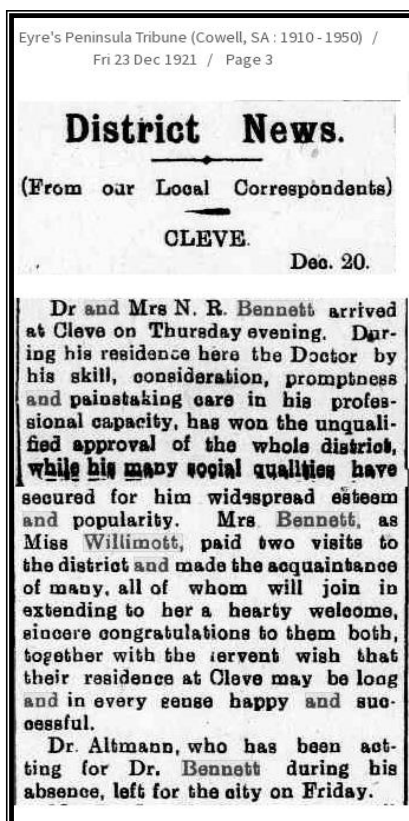 Eyre's Peninsula Tribune (Cowell, SA : 1910 - 1950) /
Fri 23 Dec 1921 / Page 3
District News.
(From our Local Correspondents)
CLEVE.
Dec. 20.
Dr and Mrs N. R. Bennett arrived
at Cleve on Thursday evening. Dur-
ing his residence here the Doctor by
his skill, consideration, promptness
and painstaking care in his profes-
sional capacity, has won the unquali-
fied approval of the whole district,
while his many social qualities have
secured for him widespread esteem
and popularity. Mrs Bennett, as
Miss Willimott, paid two visits to
the district and made the acquaintance
of many, all of whom will join in
extending to her a hearty welcome,
sincere congratulations to them both,
together with the fervent wish that
their residence at Cleve may be long
and in every sense happy and suc-
cessful.
Dr. Altmann, who has been act-
ting for Dr. Bennett during his
absence, left for the city on Friday.